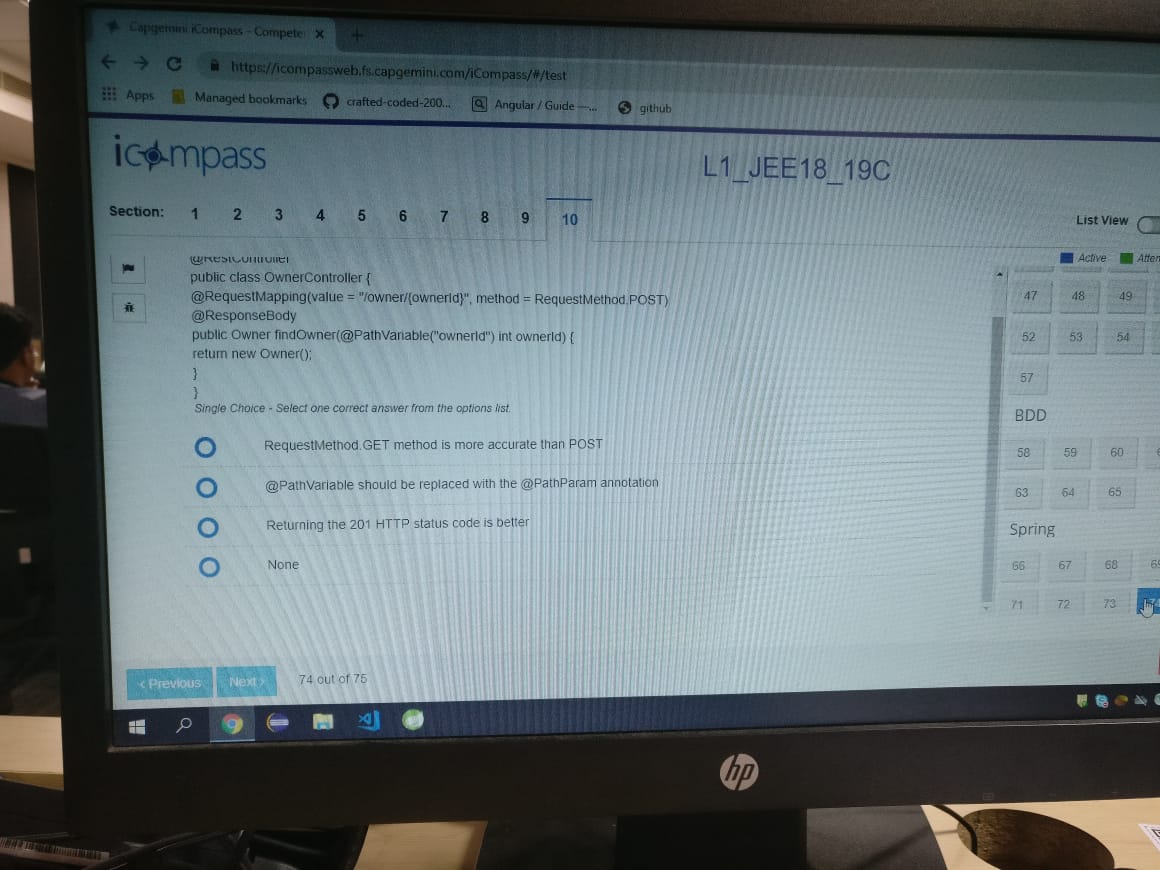 Capgemini iCompass - Compete
https://icompassweb.fs.capgemini.com/iCompass/#/test
Apps Managed bookmarks crafted-coded-200... Angular / Guide —... github
icompass
L1_JEE18_19C
Section: 1 2 3 4 5 6 7 8 9 10
List View
Active Atten
@RestController
public class OwnerController {
@RequestMapping(value = "/owner/{ownerId}", method = RequestMethod.POST)
@ResponseBody
public Owner findOwner(@PathVariable("ownerId") int ownerId) {
return new Owner();
}
}
Single Choice - Select one correct answer from the options list.
RequestMethod.GET method is more accurate than POST
@PathVariable should be replaced with the @PathParam annotation
Returning the 201 HTTP status code is better
None
47 48 49
52 53 54
57
BDD
58 59 60
63 64 65
Spring
66 67 68
71 72 73 74
< Previous Next > 74 out of 75
hp